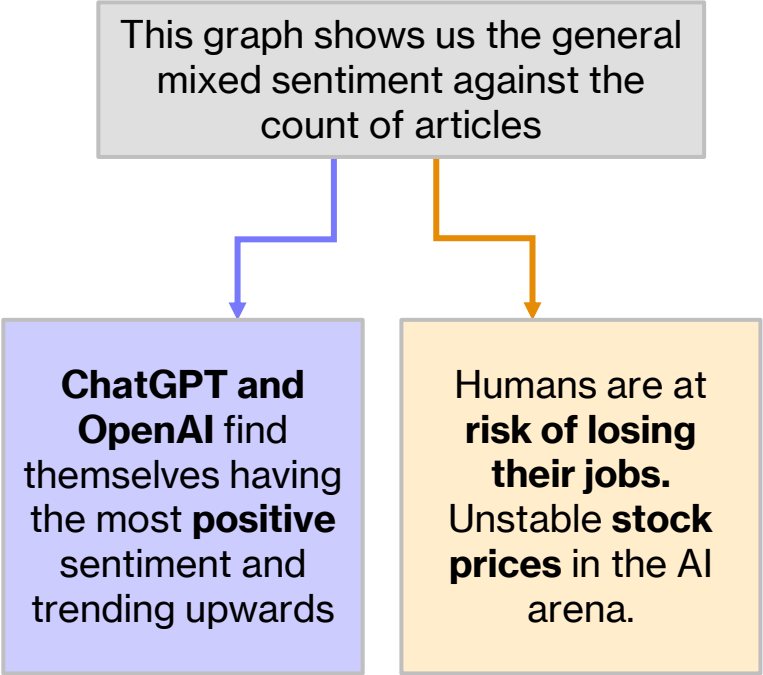 This graph shows us the general
mixed sentiment against the
count of articles
ChatGPT and
OpenAI find
themselves having
the most positive
sentiment and
trending upwards
Humans are at
risk of losing
their jobs.
Unstable stock
prices in the AI
arena.